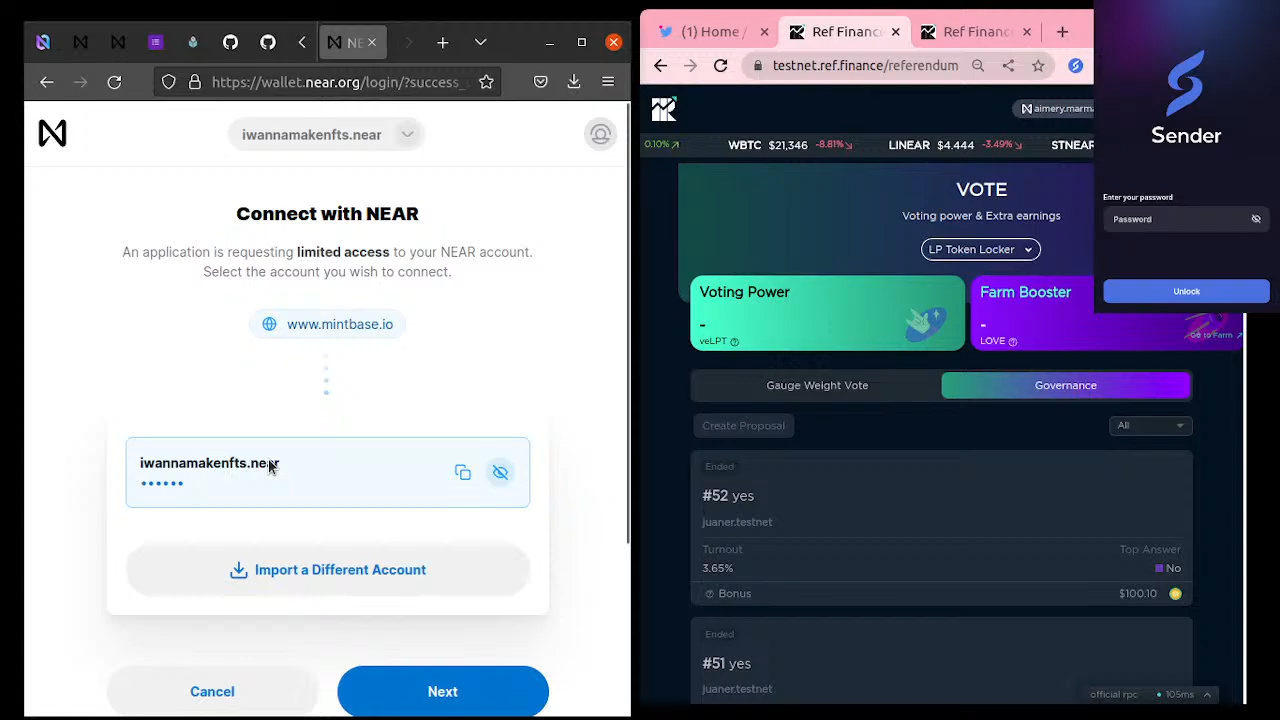 NE
https://wallet.near.org/login/?success_
iwannamakenfts.near
Connect with NEAR
An application is requesting limited access to your NEAR account.
Select the account you wish to connect.
www.mintbase.io
iwannamakenfts.near
••••••
Import a Different Account
Cancel
Next
(1) Home /
Ref Financ
Ref Financ
testnet.ref.finance/referendum
aimery.marma
0.10%
WBTC $21,346 -8.81%
LINEAR $4.444 -3.49%
STNEAR
VOTE
Voting power & Extra earnings
LP Token Locker
Voting Power
-
veLPT
Farm Booster
-
LOVE
Go to Farm
Gauge Weight Vote
Governance
Create Proposal
All
Ended
#52 yes
juaner.testnet
Turnout
Top Answer
3.65%
No
Bonus
$100.10
Ended
#51 yes
juaner.testnet
official rpc
105ms
Sender
Enter your password
Password
Unlock